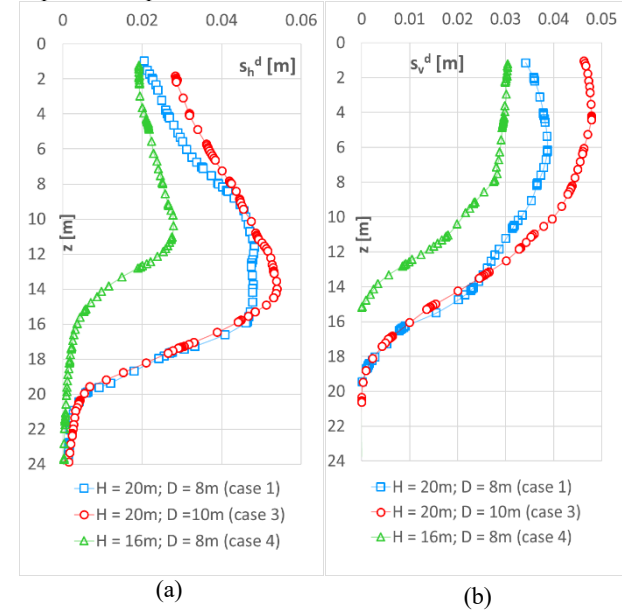 0 0.02 0.04 0.06
s_h^d [m]
0
2
4
6
8
10
12
14
16
18
20
22
24
z [m]
H = 20m; D = 8m (case 1)
H = 20m; D =10m (case 3)
H = 16m; D = 8m (case 4)
(a)
0 0.01 0.02 0.03 0.04 0.05
s_v^d [m]
0
2
4
6
8
10
12
14
16
18
20
22
24
z [m]
H = 20m; D = 8m (case 1)
H = 20m; D = 10m (case 3)
H = 16m; D = 8m (case 4)
(b)